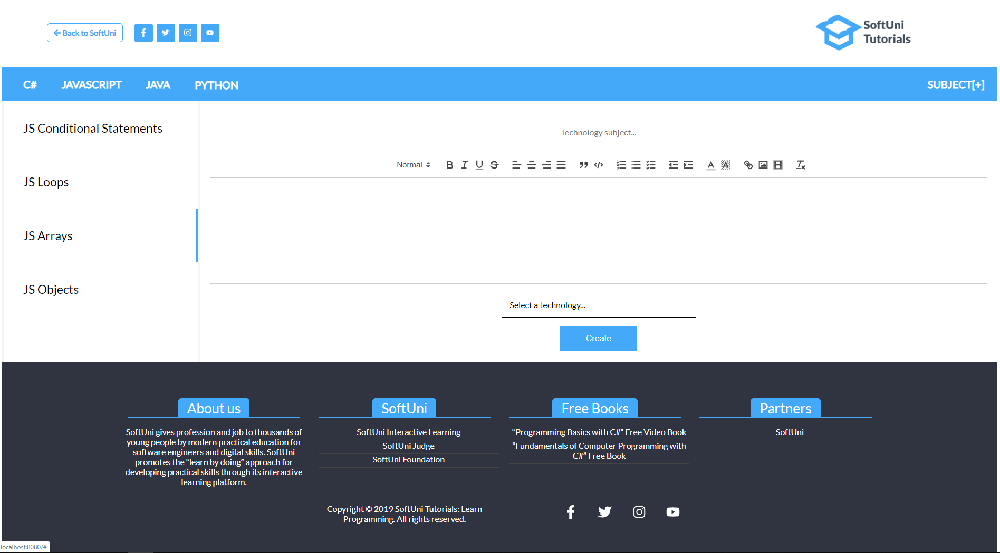 Back to SoftUni
SoftUni
Tutorials
C# JAVASCRIPT JAVA PYTHON SUBJECT[+]
JS Conditional Statements
JS Loops
JS Arrays
JS Objects
Technology subject...
Normal
Select a technology...
Create
About us
SoftUni gives profession and job to thousands of
young people by modern practical education for
software engineers and digital skills. SoftUni
promotes the “learn by doing” approach for
developing practical skills through its interactive
learning platform.
SoftUni
SoftUni Interactive Learning
SoftUni Judge
SoftUni Foundation
Free Books
“Programming Basics with C#” Free Video Book
“Fundamentals of Computer Programming with
C#” Free Book
Partners
SoftUni
Copyright © 2019 SoftUni Tutorials: Learn
Programming. All rights reserved.
localhost:8080/#